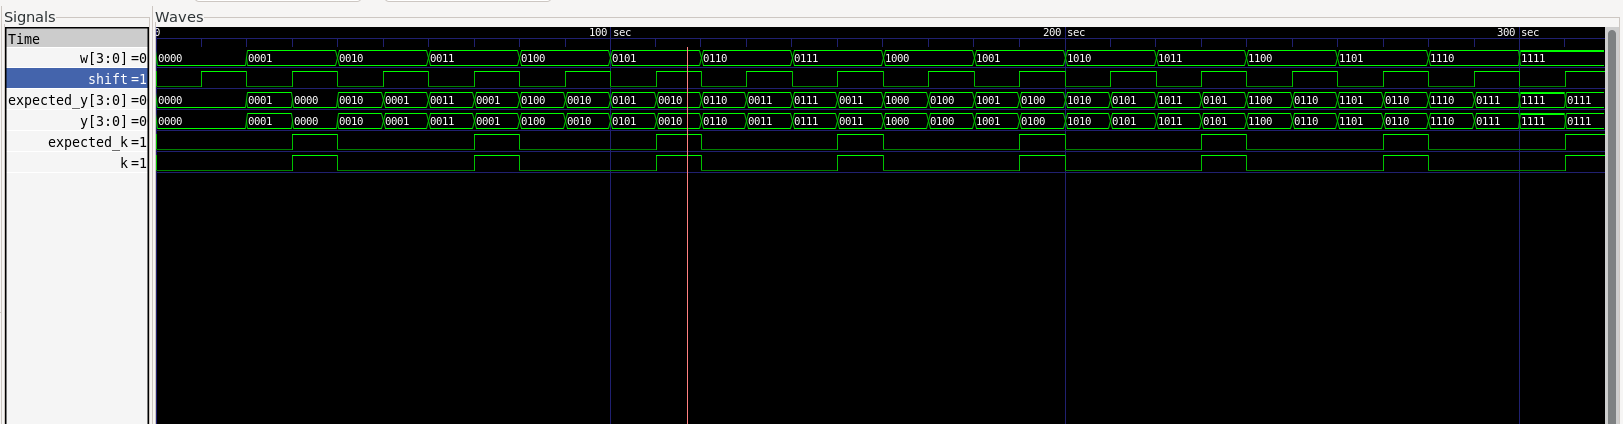 Signals
Waves
Time
0 100 sec 200 sec 300 sec
w[3:0] =0 0000 0001 0010 0011 0100 0101 0110 0111 1000 1001 1010 1011 1100 1101 1110 1111
shift =1
expected_y[3:0] =0 0000 0001 0000 0010 0001 0011 0001 0100 0010 0101 0010 0110 0011 0111 0011 1000 0100 1001 0100 1010 0101 1011 0101 1100 0110 1101 0110 1110 0111 1111 0111
y[3:0] =0 0000 0001 0000 0010 0001 0011 0001 0100 0010 0101 0010 0110 0011 0111 0011 1000 0100 1001 0100 1010 0101 1011 0101 1100 0110 1101 0110 1110 0111 1111 0111
expected_k =1
k =1